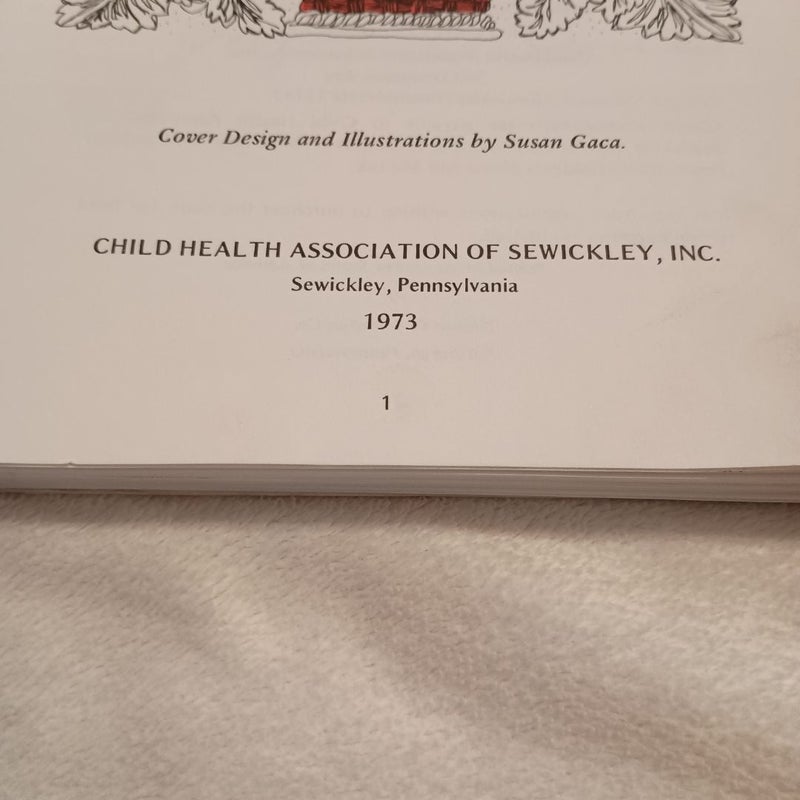 Cover Design and Illustrations by Susan Gaca.
CHILD HEALTH ASSOCIATION OF SEWICKLEY, INC.
Sewickley, Pennsylvania
1973
1